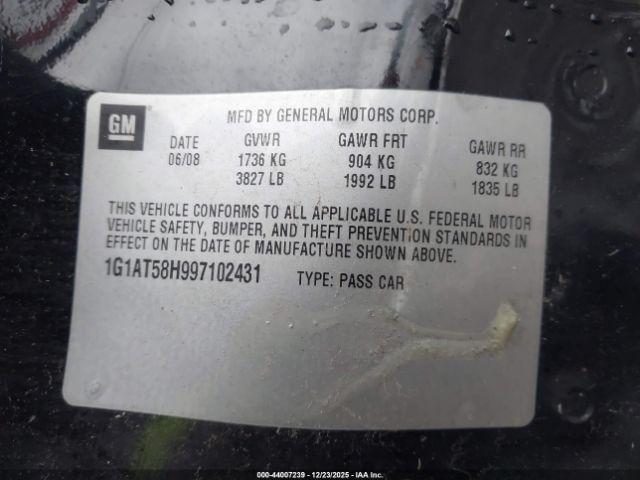 GM
MFD BY GENERAL MOTORS CORP.
DATE GVWR GAWR FRT GAWR RR
06/08 1736 KG 904 KG 832 KG
3827 LB 1992 LB 1835 LB
THIS VEHICLE CONFORMS TO ALL APPLICABLE U.S. FEDERAL MOTOR
VEHICLE SAFETY, BUMPER, AND THEFT PREVENTION STANDARDS IN
EFFECT ON THE DATE OF MANUFACTURE SHOWN ABOVE.
1G1AT58H997102431 TYPE: PASS CAR
000-44007239 - 12/23/2025 - IAA Inc.